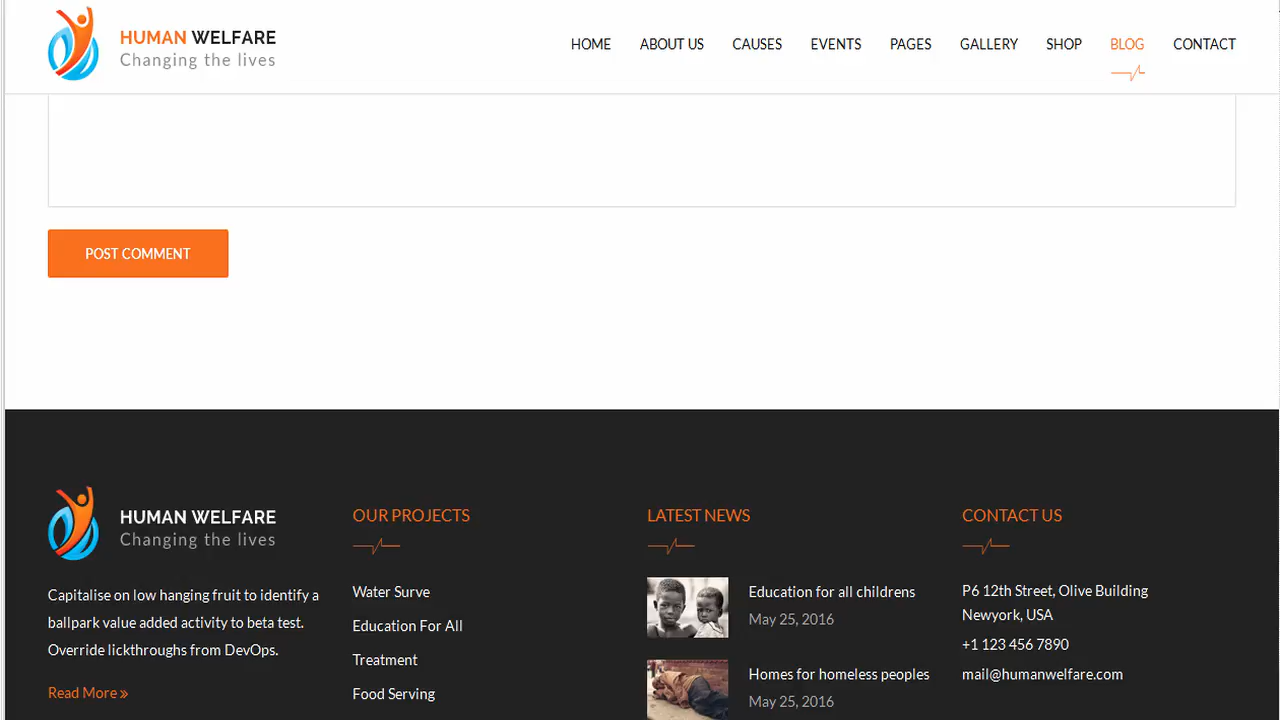 HUMAN WELFARE
Changing the lives
HOME ABOUT US CAUSES EVENTS PAGES GALLERY SHOP BLOG CONTACT
POST COMMENT
HUMAN WELFARE
Changing the lives
Capitalise on low hanging fruit to identify a
ballpark value added activity to beta test.
Override lickthroughs from DevOps.
Read More »
OUR PROJECTS
Water Surve
Education For All
Treatment
Food Serving
LATEST NEWS
Education for all childrens
May 25, 2016
Homes for homeless peoples
May 25, 2016
CONTACT US
P6 12th Street, Olive Building
Newyork, USA
+1 123 456 7890
mail@humanwelfare.com